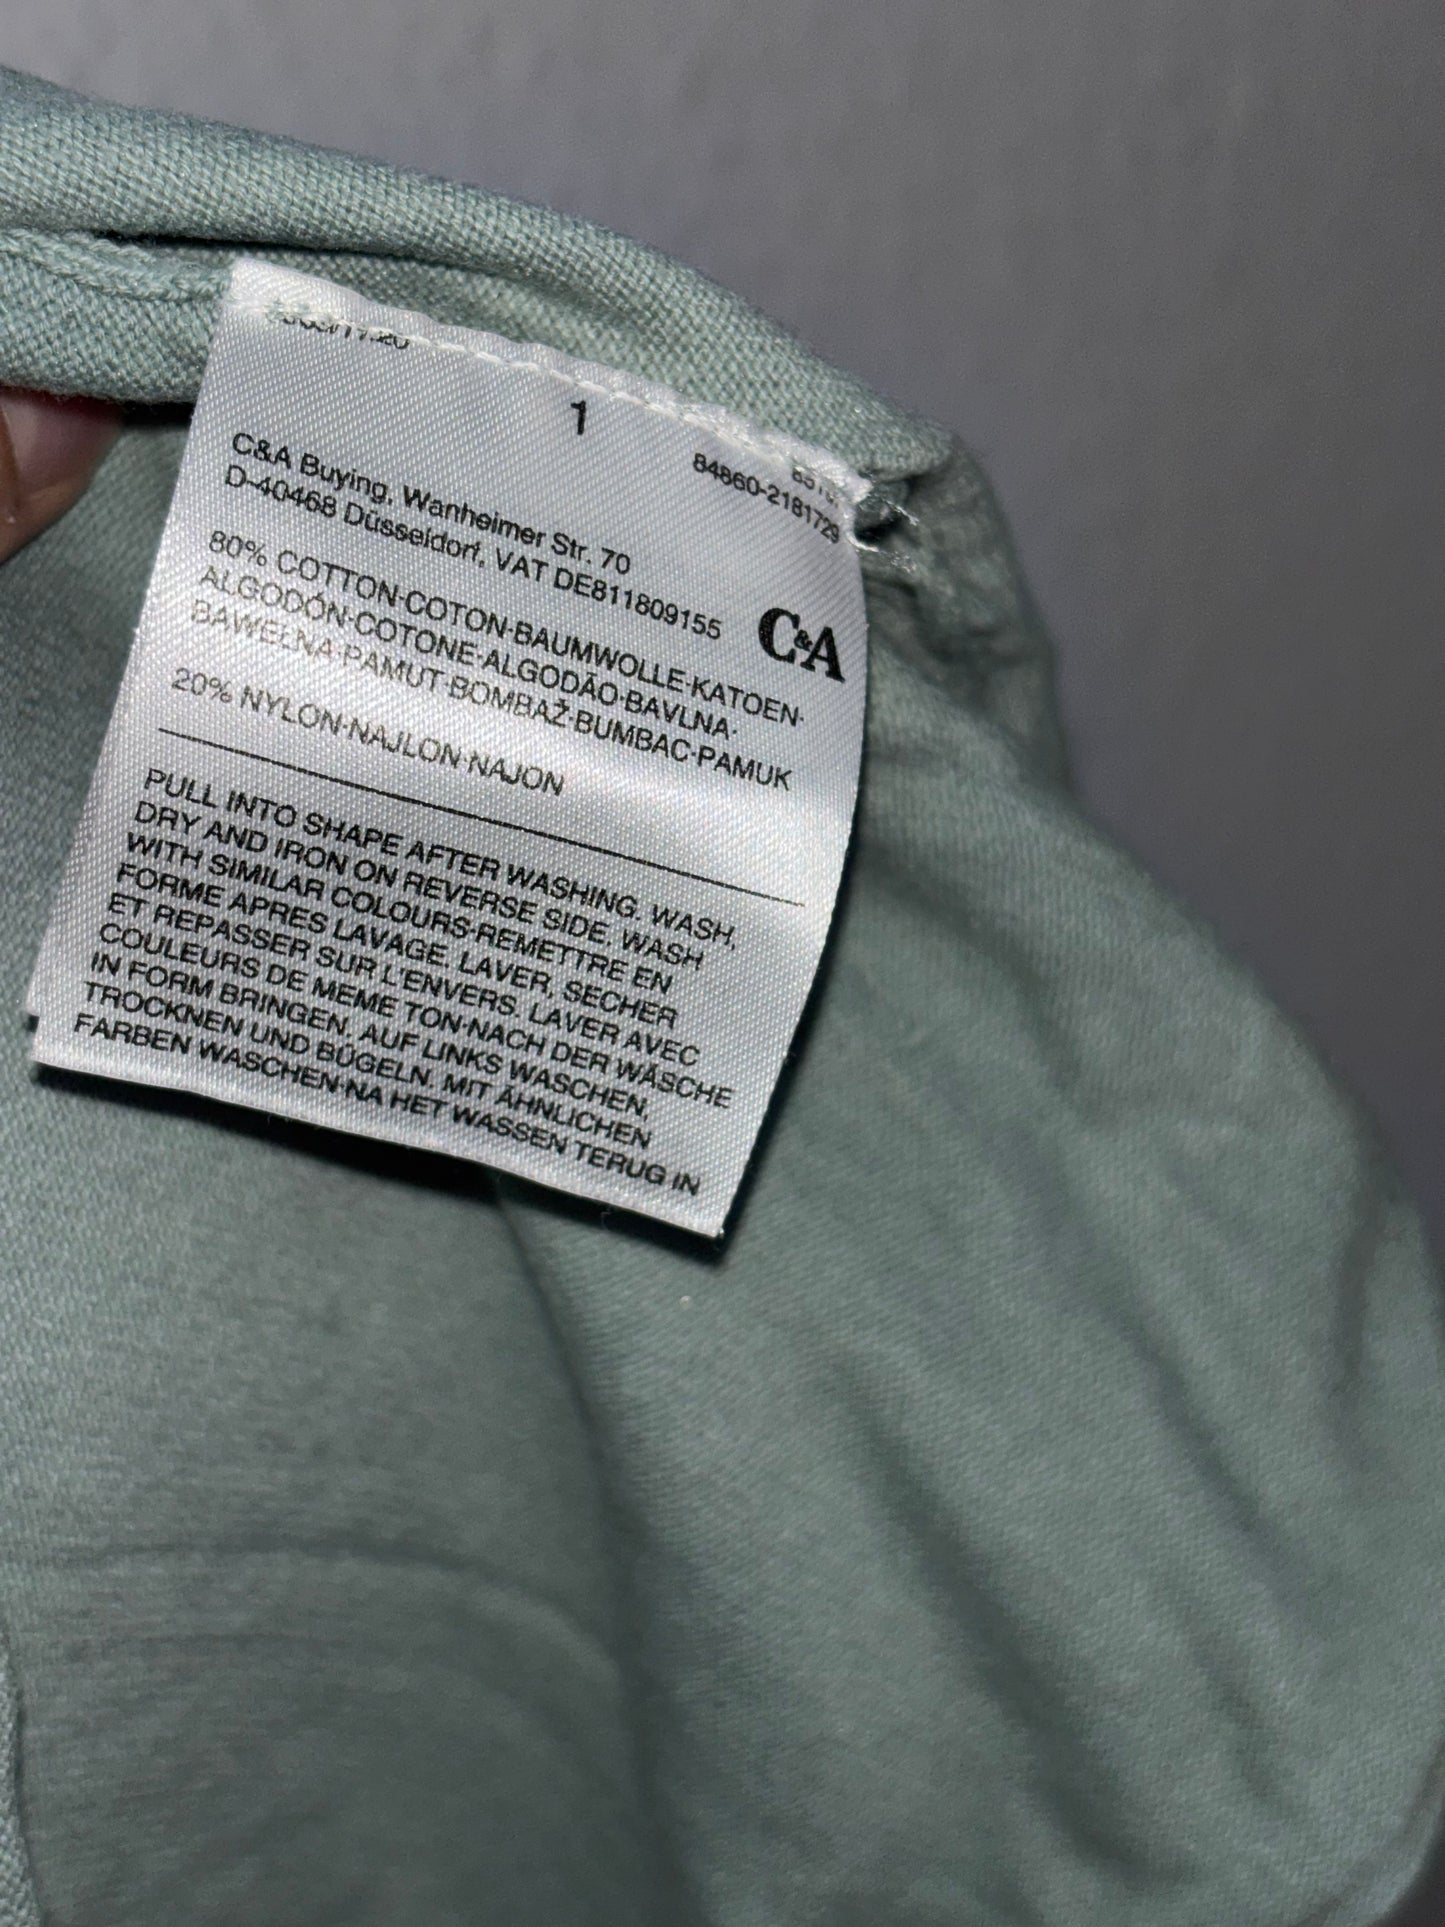 1
84860-2181729
C&A Buying, Wanheimer Str. 70
D-40468 Düsseldorf, VAT DE811809155
C&A
80% COTTON·COTON·BAUMWOLLE·KATOEN·
ALGODÓN·COTONE·ALGODÃO·BAVLNA·
BAWEŁNA·PAMUT·BOMBAŽ·BUMBAC·PAMUK
20% NYLON·NAJLON·NAJON
PULL INTO SHAPE AFTER WASHING. WASH,
DRY AND IRON ON REVERSE SIDE. WASH
WITH SIMILAR COLOURS·REMETTRE EN
FORME APRES LAVAGE. LAVER, SECHER
ET REPASSER SUR L'ENVERS. LAVER AVEC
COULEURS DE MEME TON·NACH DER WÄSCHE
IN FORM BRINGEN. AUF LINKS WASCHEN,
TROCKNEN UND BÜGELN. MIT ÄHNLICHEN
FARBEN WASCHEN·NA HET WASSEN TERUG IN